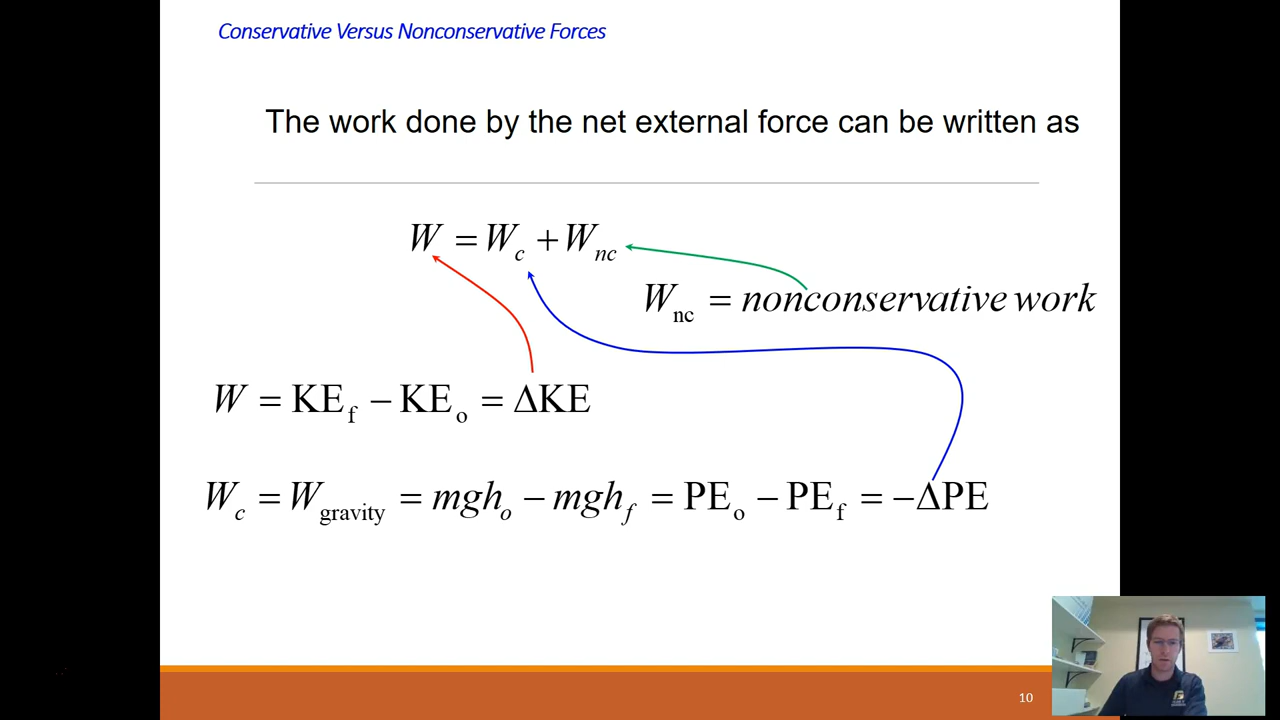 Conservative Versus Nonconservative Forces
The work done by the net external force can be written as
W = W_c + W_nc
W_nc = nonconservative work
W = KE_f − KE_o = ΔKE
W_c = W_gravity = mgh_o − mgh_f = PE_o − PE_f = −ΔPE
10